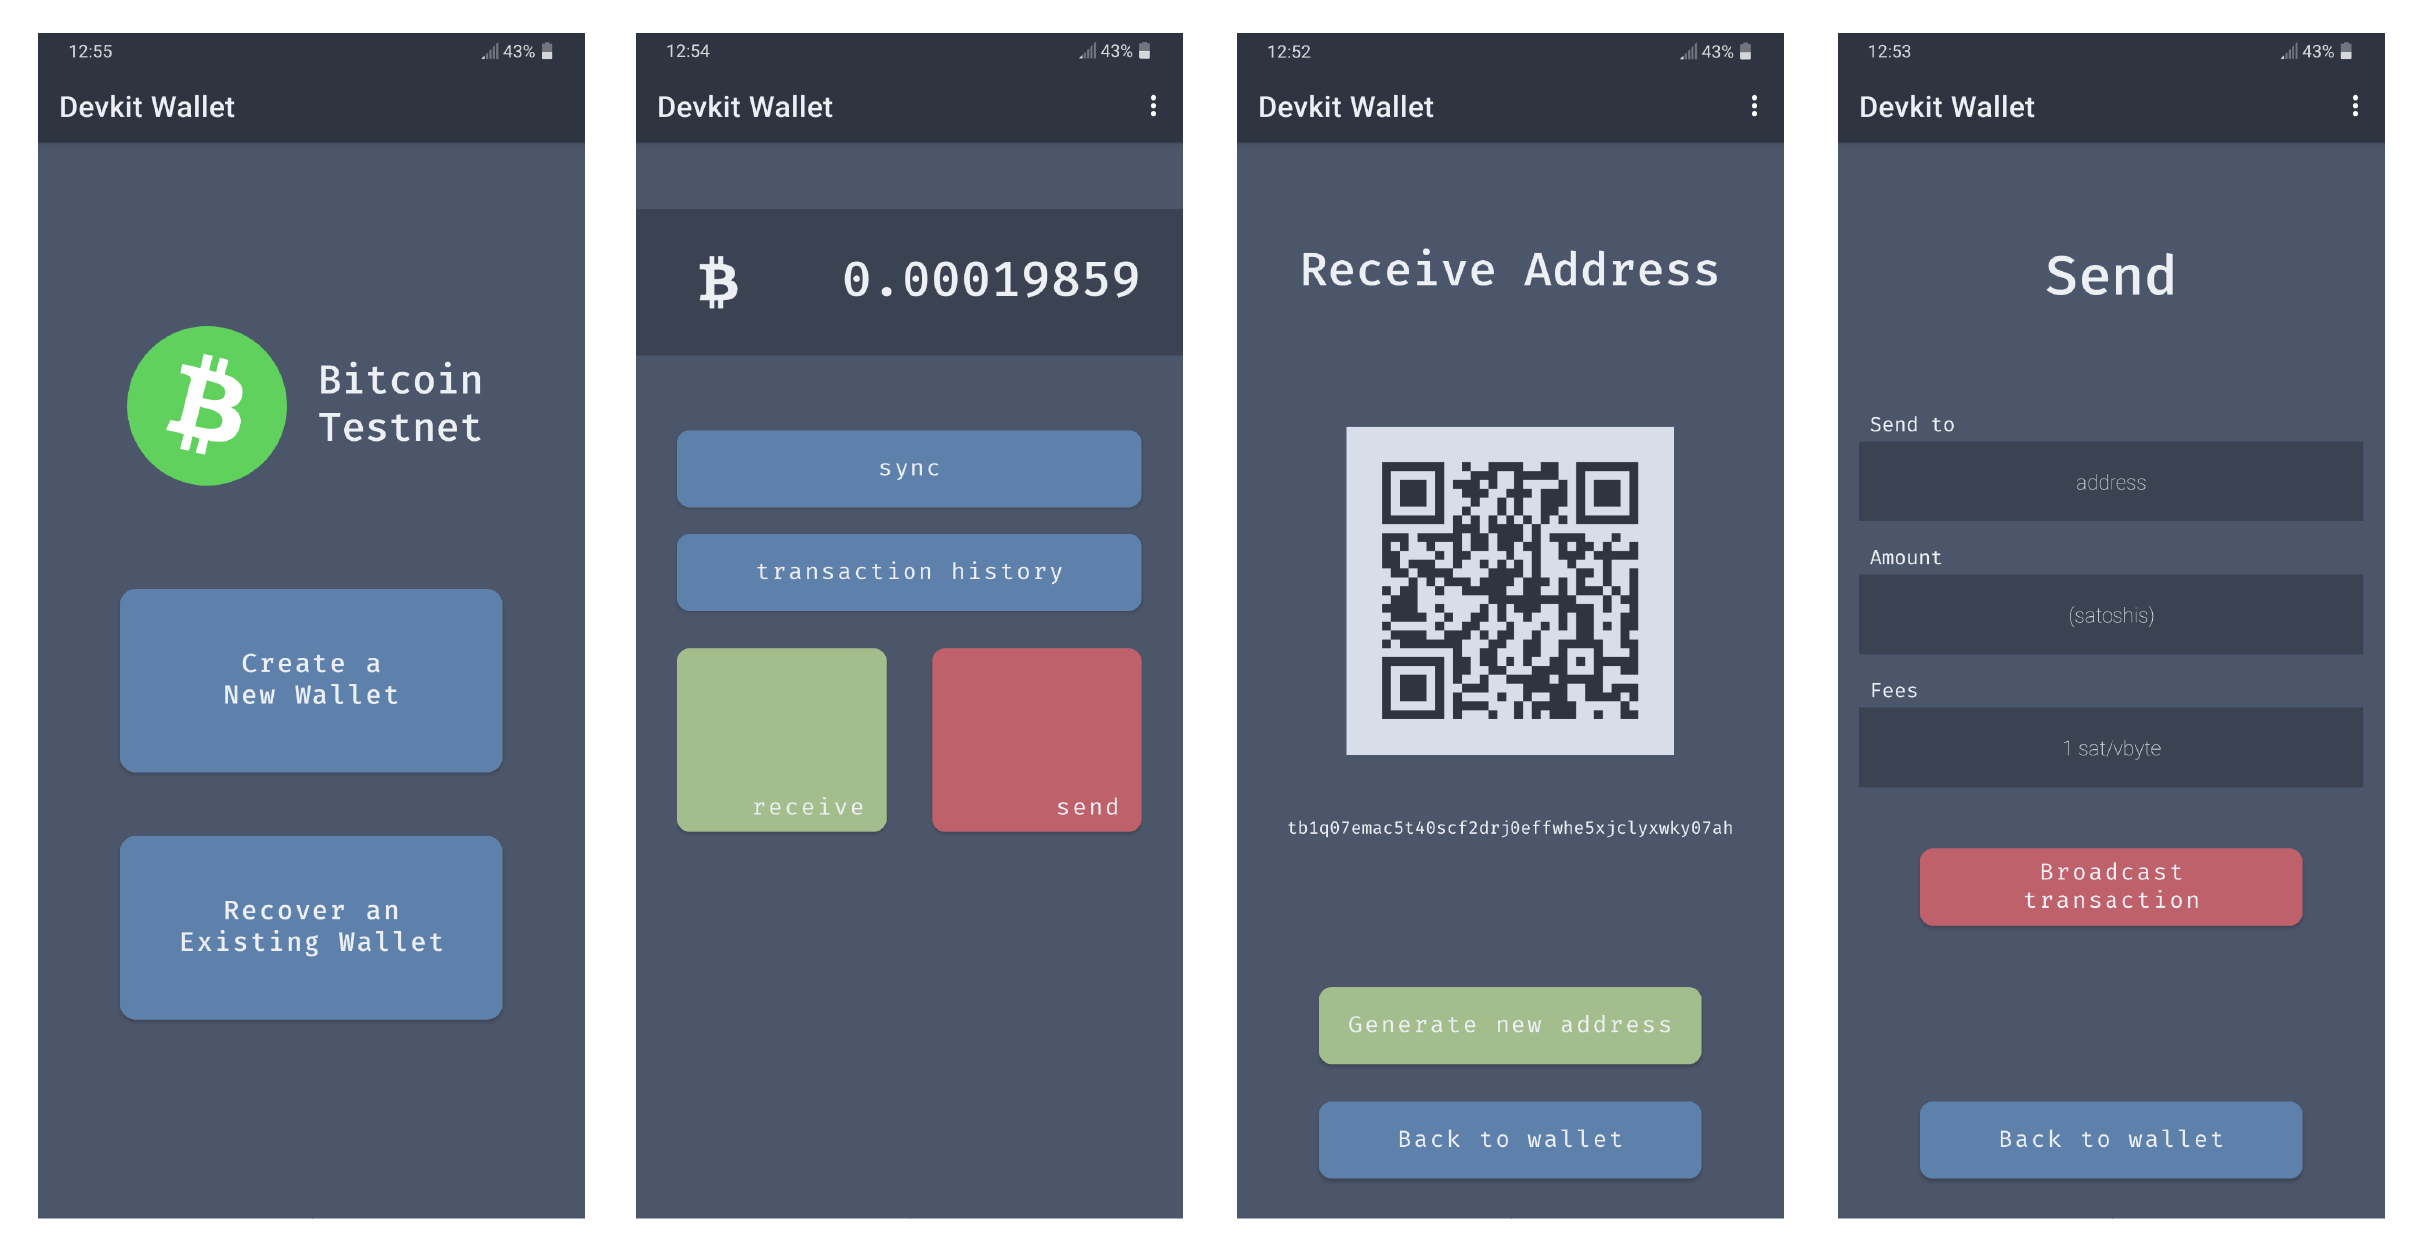 12:55
43%
Devkit Wallet
Bitcoin
Testnet
Create a
New Wallet
Recover an
Existing Wallet
12:54
43%
Devkit Wallet
0.00019859
sync
transaction history
receive
send
12:52
43%
Devkit Wallet
Receive Address
tb1q07emac5t40scf2drj0effwhe5xjclyxwky07ah
Generate new address
Back to wallet
12:53
43%
Devkit Wallet
Send
Send to
address
Amount
(satoshis)
Fees
1 sat/vbyte
Broadcast
transaction
Back to wallet